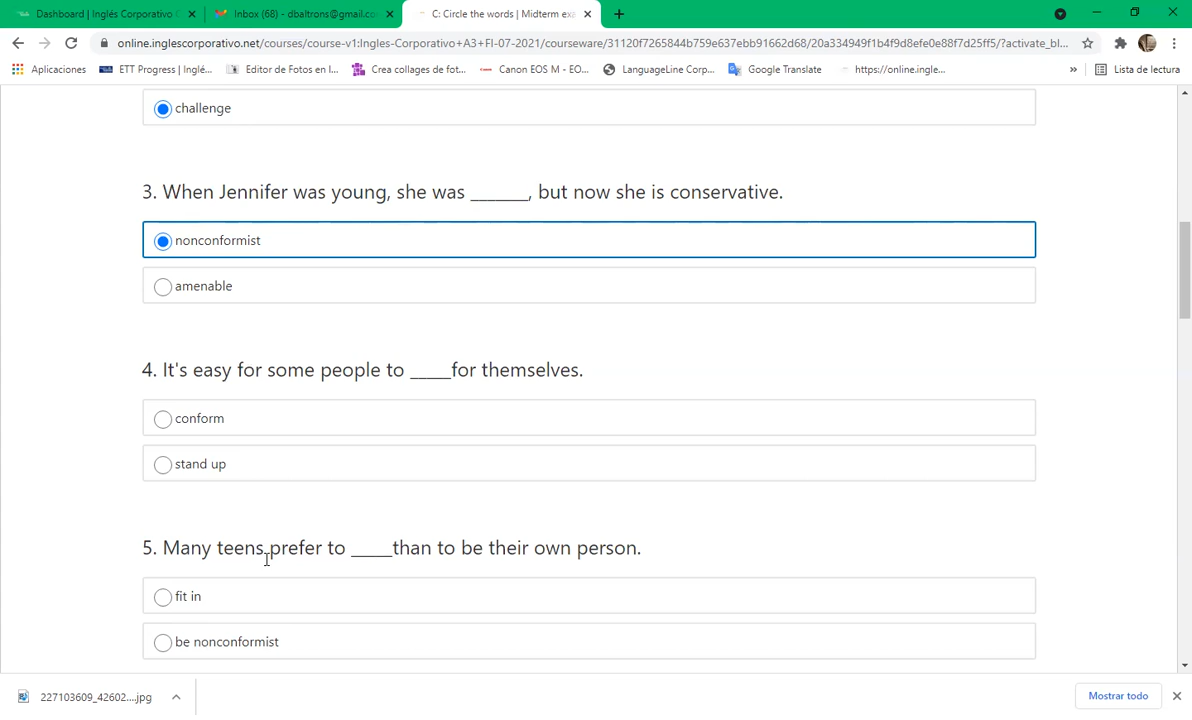 Dashboard | Inglés Corporativo C
Inbox (68) - dbaltrons@gmail.co
C: Circle the words | Midterm exa
online.inglescorporativo.net/courses/course-v1:Ingles-Corporativo+A3+FI-07-2021/courseware/31120f7265844b759e637ebb91662d68/20a334949f1b4f9d8efe0e88f7d25ff5/?activate_bl...
Aplicaciones
ETT Progress | Inglé...
Editor de Fotos en l...
Crea collages de fot...
Canon EOS M - EO...
LanguageLine Corp...
Google Translate
https://online.ingle...
»
Lista de lectura
challenge
3. When Jennifer was young, she was _______, but now she is conservative.
nonconformist
amenable
4. It's easy for some people to _____for themselves.
conform
stand up
5. Many teens prefer to _____than to be their own person.
fit in
be nonconformist
227103609_42602....jpg
Mostrar todo